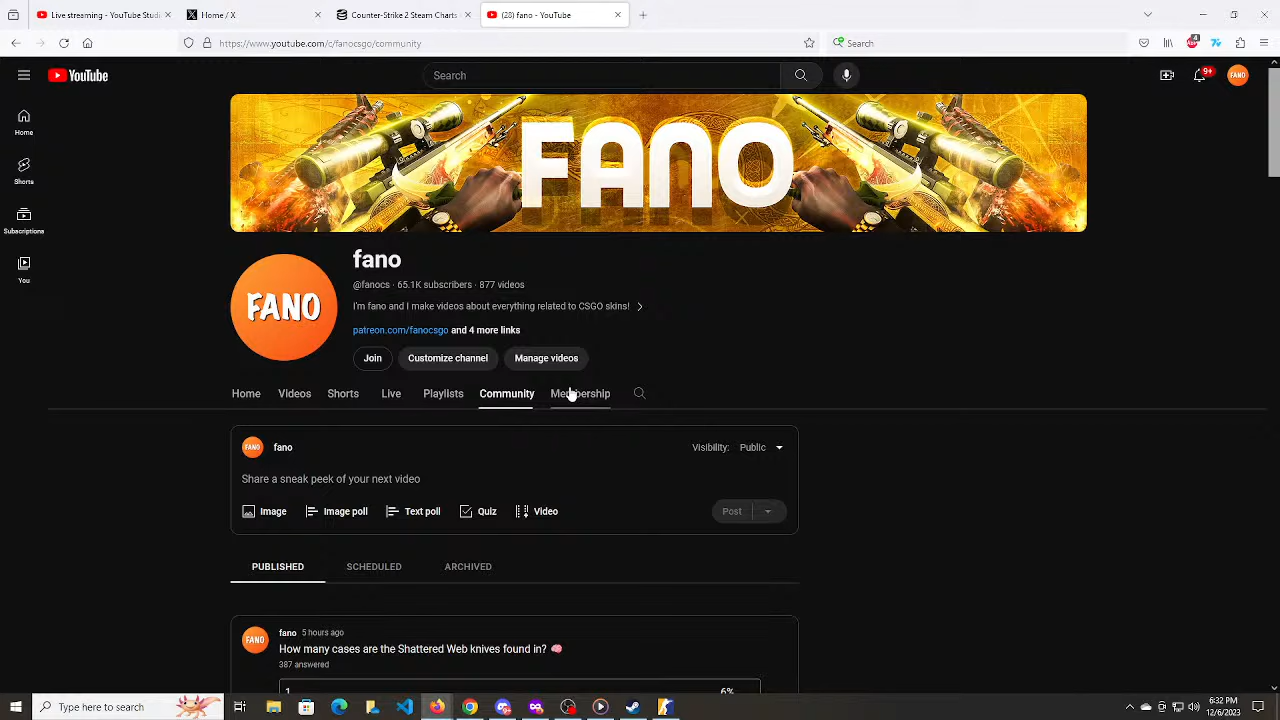 Live streaming - YouTube Studi
Home / X
Counter-Strike 2 Steam Charts
(28) fano - YouTube
https://www.youtube.com/c/fanocsgo/community
Search
4
YouTube
Search
9+
FANO
Home
Shorts
Subscriptions
You
FANO
FANO
fano
@fanocs · 65.1K subscribers · 877 videos
I'm fano and I make videos about everything related to CSGO skins!
patreon.com/fanocsgo and 4 more links
Join
Customize channel
Manage videos
Home
Videos
Shorts
Live
Playlists
Community
Membership
FANO
fano
Visibility:
Public
Share a sneak peek of your next video
Image
Image poll
Text poll
Quiz
Video
Post
PUBLISHED
SCHEDULED
ARCHIVED
FANO
fano 5 hours ago
How many cases are the Shattered Web knives found in? 🧠
387 answered
1
6%
Type here to search
6:32 PM
12/6/2023